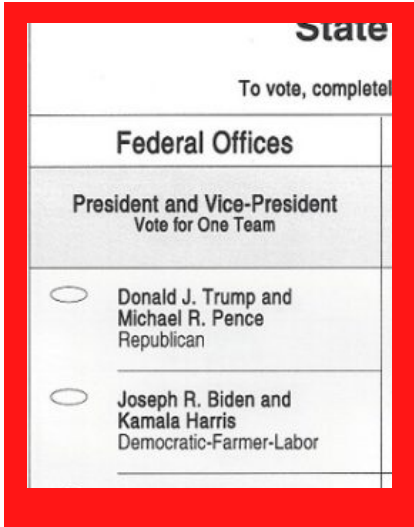 State
To vote, completel
Federal Offices
President and Vice-President
Vote for One Team
Donald J. Trump and
Michael R. Pence
Republican
Joseph R. Biden and
Kamala Harris
Democratic-Farmer-Labor